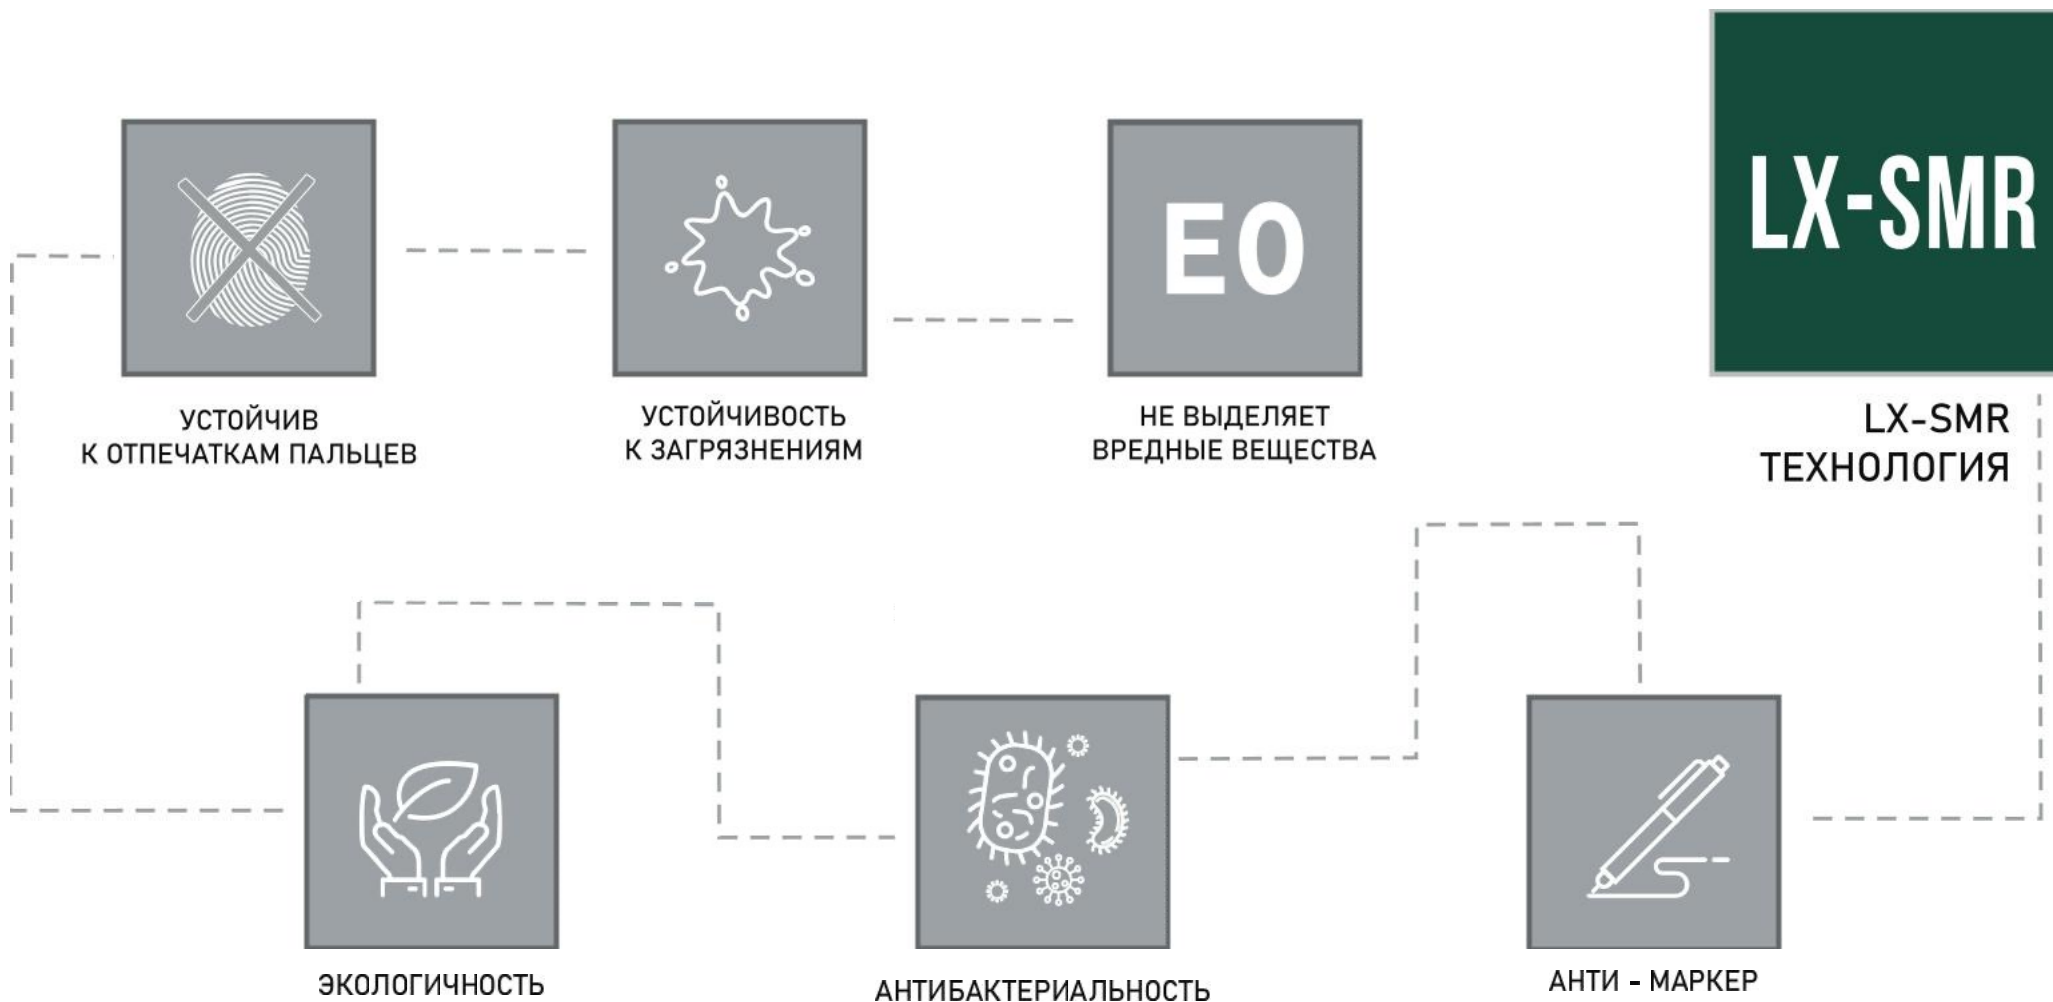 EO
LX-SMR
УСТОЙЧИВ
К ОТПЕЧАТКАМ ПАЛЬЦЕВ
УСТОЙЧИВОСТЬ
К ЗАГРЯЗНЕНИЯМ
НЕ ВЫДЕЛЯЕТ
ВРЕДНЫЕ ВЕЩЕСТВА
LX-SMR
ТЕХНОЛОГИЯ
ЭКОЛОГИЧНОСТЬ
АНТИБАКТЕРИАЛЬНОСТЬ
АНТИ - МАРКЕР